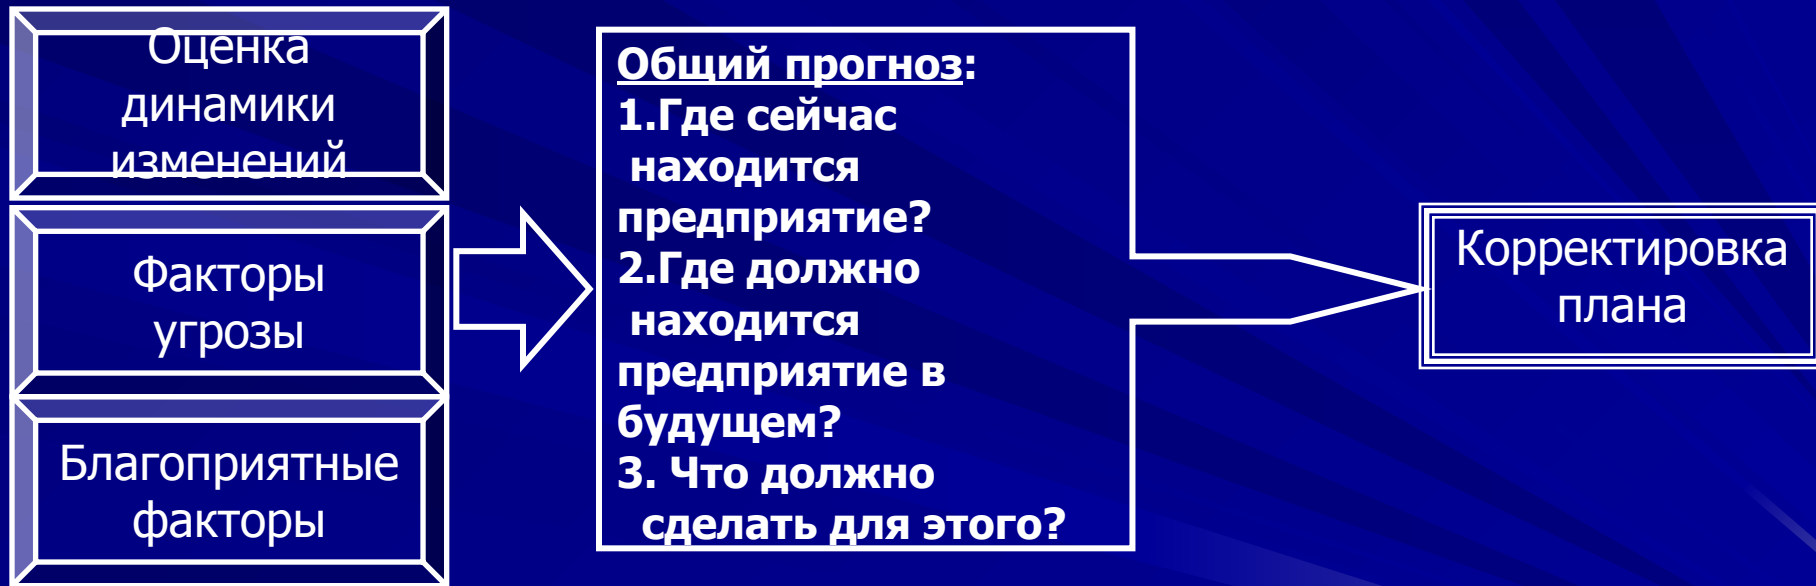 Оценка
динамики
изменений
Факторы
угрозы
Благоприятные
факторы
Общий прогноз:
1.Где сейчас
находится
предприятие?
2.Где должно
находится
предприятие в
будущем?
3. Что должно
сделать для этого?
Корректировка
плана